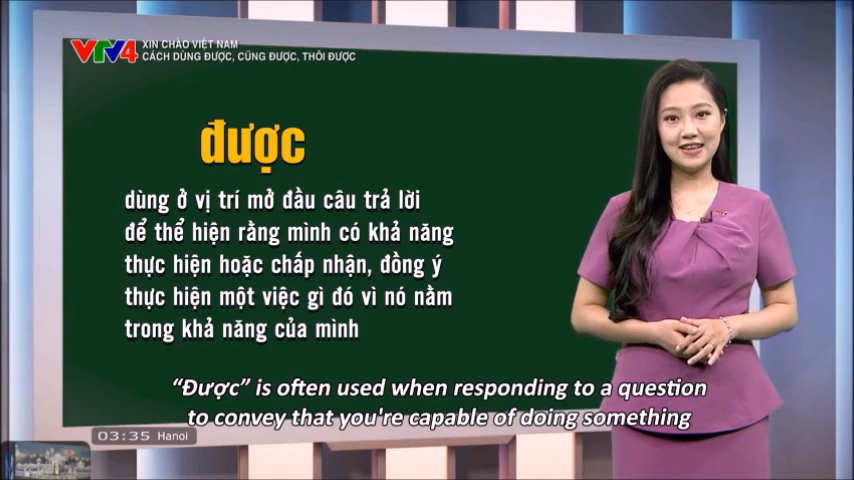 VTV4
XIN CHÀO VIỆT NAM
CÁCH DÙNG ĐƯỢC, CŨNG ĐƯỢC, THÔI ĐƯỢC
được
dùng ở vị trí mở đầu câu trả lời
để thể hiện rằng mình có khả năng
thực hiện hoặc chấp nhận, đồng ý
thực hiện một việc gì đó vì nó nằm
trong khả năng của mình
“Được” is often used when responding to a question
to convey that you're capable of doing something
03:35 Hanoi